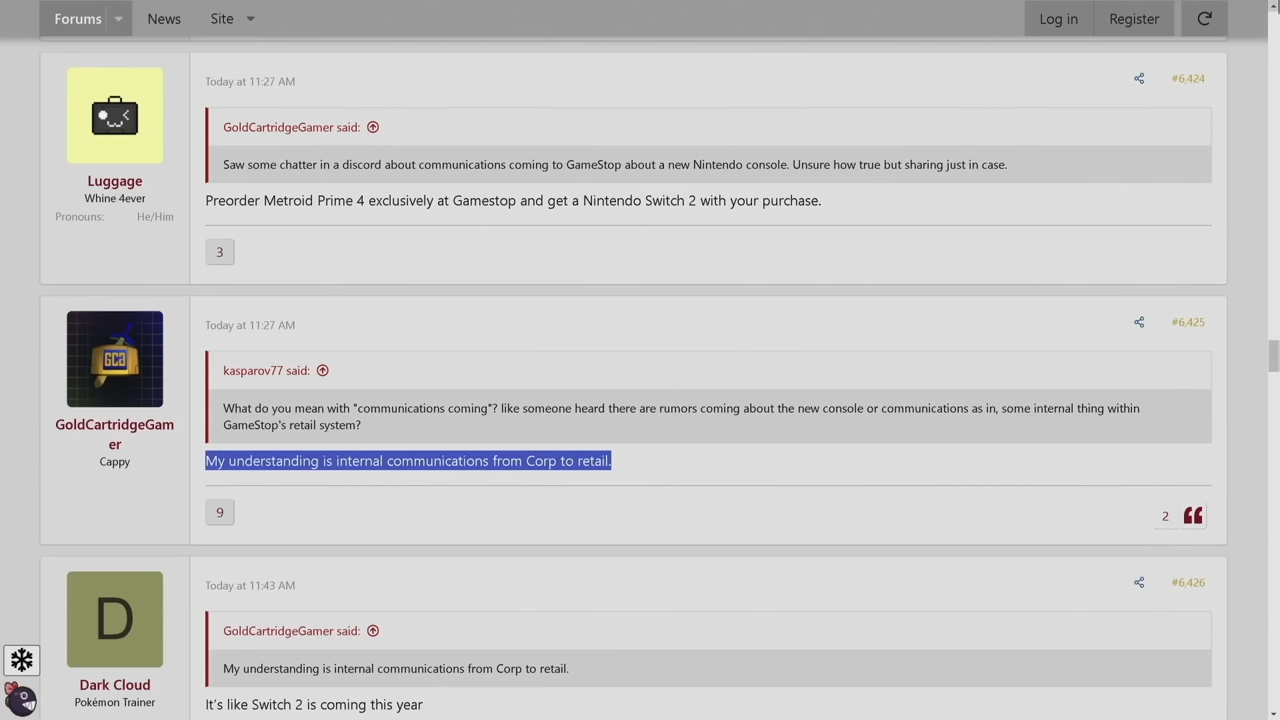 Forums
News
Site
Log in
Register
Today at 11:27 AM
#6,424
GoldCartridgeGamer said:
Saw some chatter in a discord about communications coming to GameStop about a new Nintendo console. Unsure how true but sharing just in case.
Luggage
Whine 4ever
Pronouns: He/Him
Preorder Metroid Prime 4 exclusively at Gamestop and get a Nintendo Switch 2 with your purchase.
3
Today at 11:27 AM
#6,425
GCG
kasparov77 said:
What do you mean with "communications coming"? like someone heard there are rumors coming about the new console or communications as in, some internal thing within
GameStop's retail system?
GoldCartridgeGam
er
Cappy
My understanding is internal communications from Corp to retail.
9
2
Today at 11:43 AM
#6,426
D
GoldCartridgeGamer said:
My understanding is internal communications from Corp to retail.
Dark Cloud
Pokémon Trainer
It’s like Switch 2 is coming this year